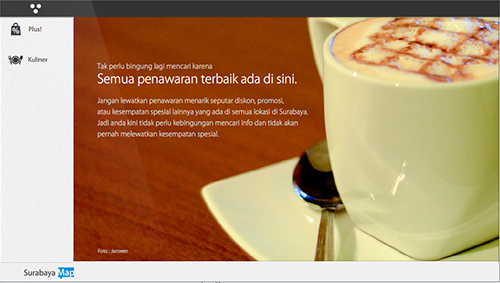 Plus!
Kuliner
Tak perlu bingung lagi mencari karena
Semua penawaran terbaik ada di sini.
Jangan lewatkan penawaran menarik seputar diskon, promosi,
atau kesempatan spesial lainnya yang ada di semua lokasi di Surabaya.
Jadi anda kini tidak perlu kebingungan mencari info dan tidak akan
pernah melewatkan kesempatan spesial.
Foto : Janseen
Surabaya Map